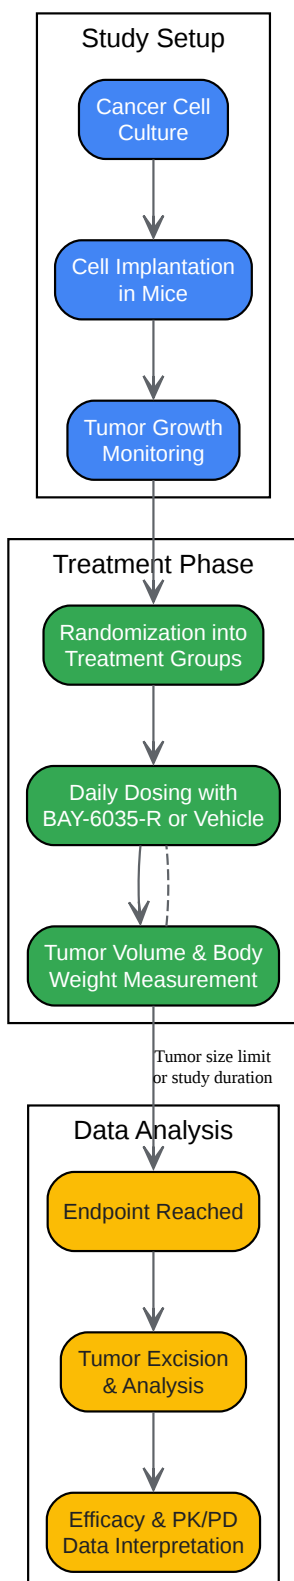 Study Setup
Cancer Cell
Culture
Cell Implantation
in Mice
Tumor Growth
Monitoring
Treatment Phase
Randomization into
Treatment Groups
Daily Dosing with
BAY-6035-R or Vehicle
Tumor Volume & Body
Weight Measurement
Tumor size limit
or study duration
Data Analysis
Endpoint Reached
Tumor Excision
& Analysis
Efficacy & PK/PD
Data Interpretation